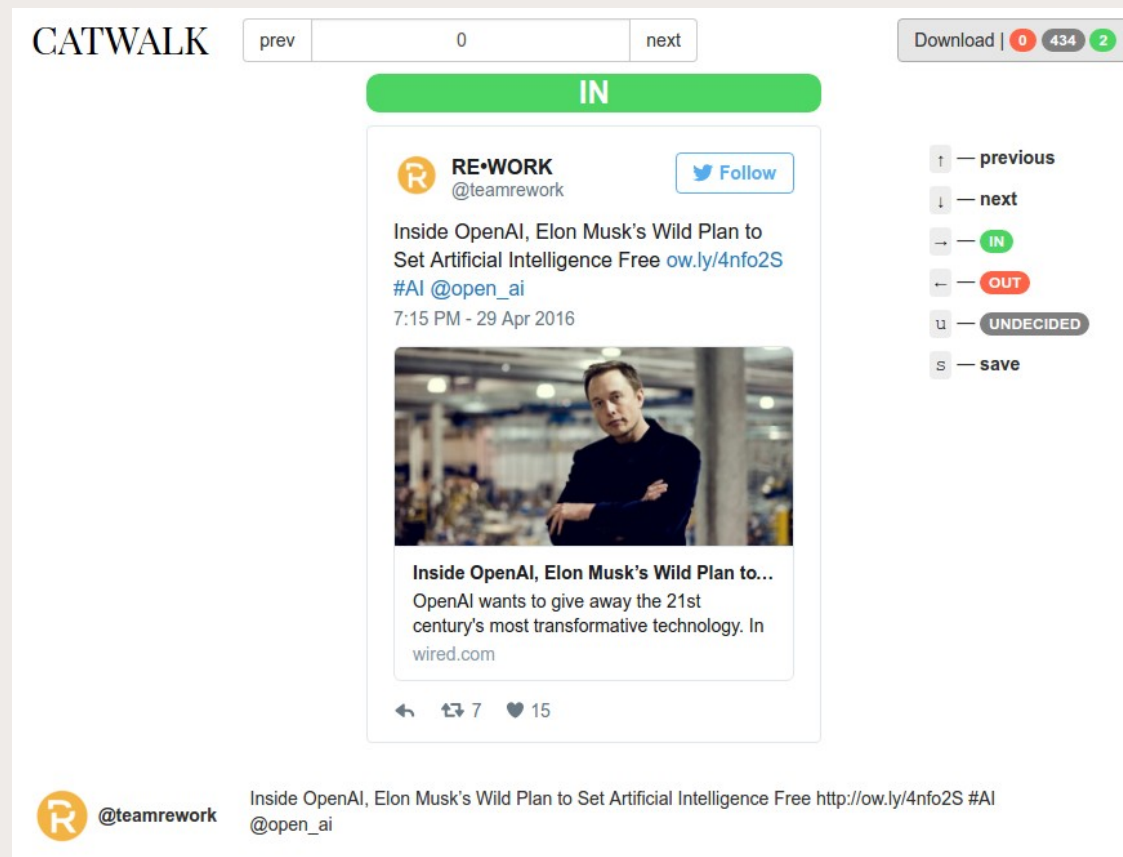 CATWALK
prev 0 next
Download | 0 434 2
IN
RE•WORK
@teamrework
Follow
Inside OpenAI, Elon Musk’s Wild Plan to
Set Artificial Intelligence Free ow.ly/4nfo2S
#AI @open_ai
7:15 PM - 29 Apr 2016
Inside OpenAI, Elon Musk’s Wild Plan to…
OpenAI wants to give away the 21st
century's most transformative technology. In
wired.com
7 15
↑ — previous
↓ — next
→ — IN
← — OUT
u — UNDECIDED
s — save
@teamrework
Inside OpenAI, Elon Musk’s Wild Plan to Set Artificial Intelligence Free http://ow.ly/4nfo2S #AI
@open_ai